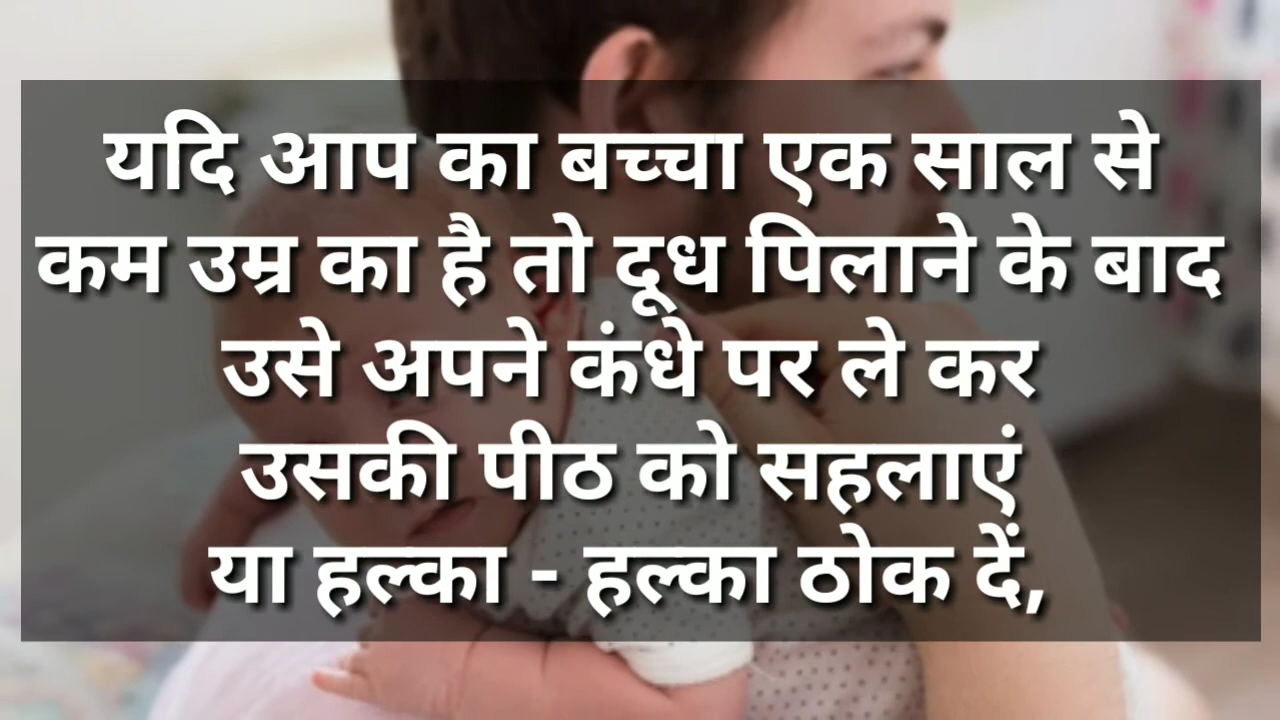 यदि आप का बच्चा एक साल से
कम उम्र का है तो दूध पिलाने के बाद
उसे अपने कंधे पर ले कर
उसकी पीठ को सहलाएं
या हल्का - हल्का ठोक दें,